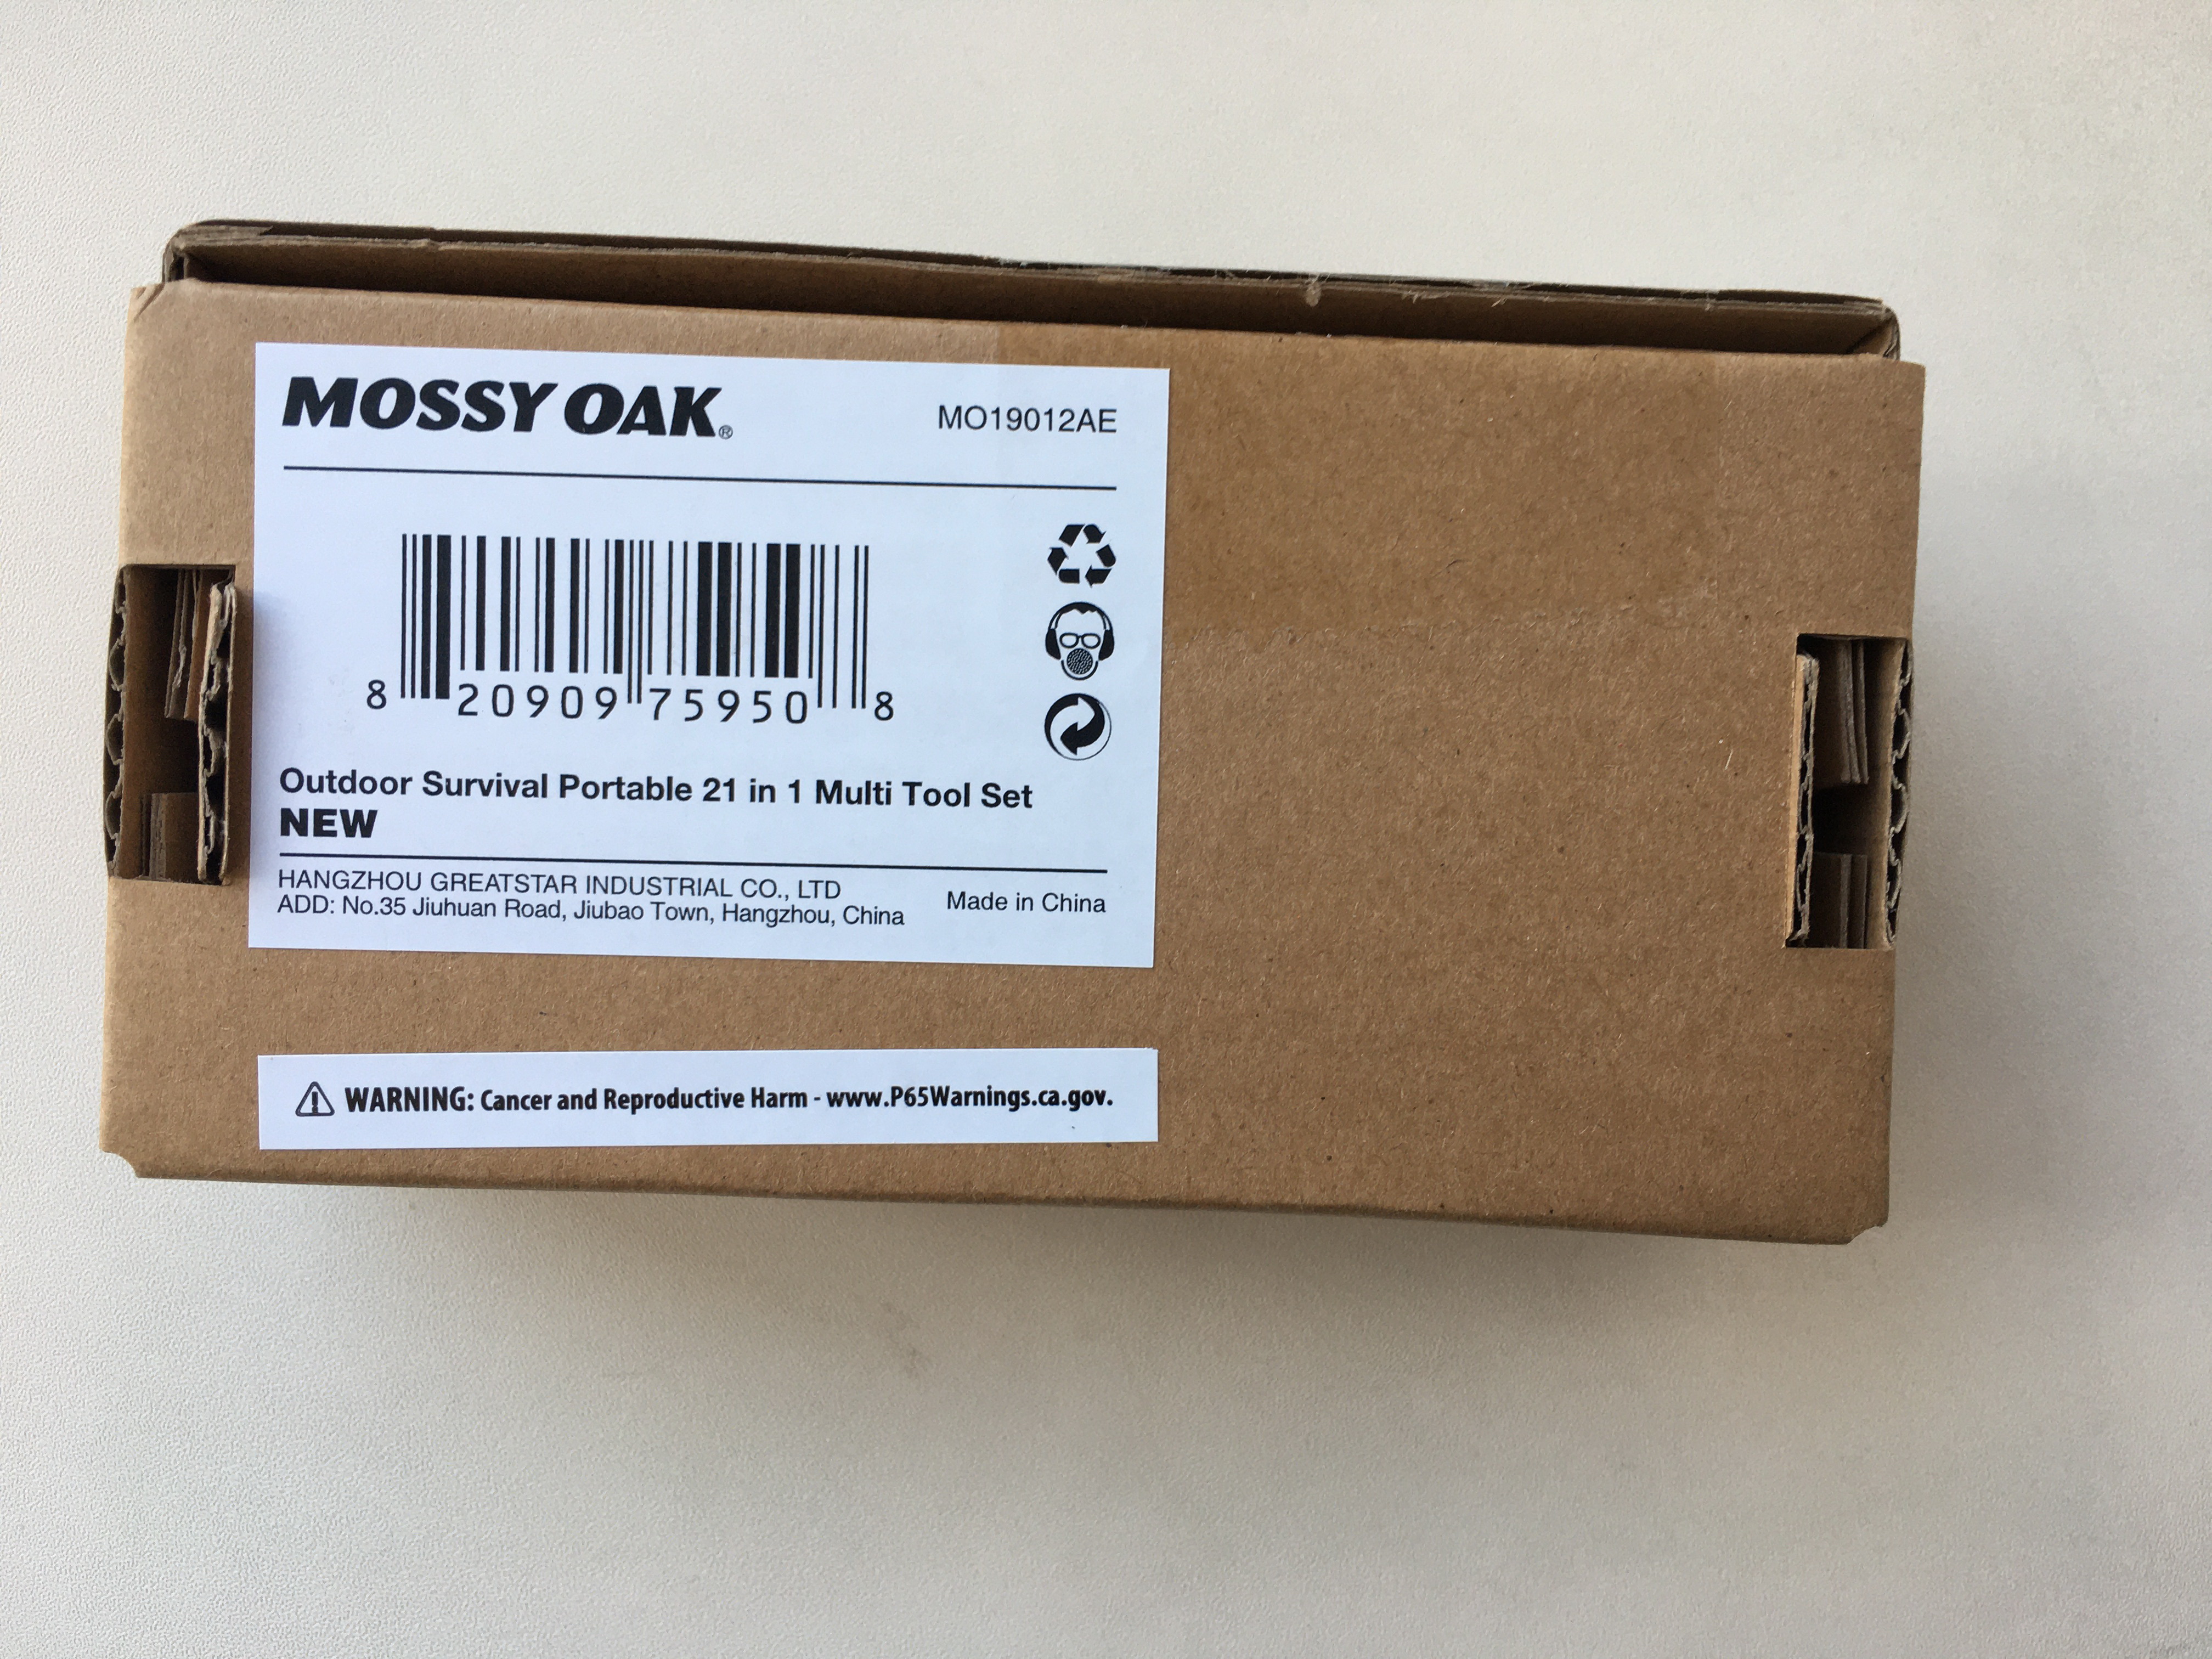 MOSSY OAK®
MO19012AE
8 20909 75950 8
Outdoor Survival Portable 21 in 1 Multi Tool Set
NEW
HANGZHOU GREATSTAR INDUSTRIAL CO., LTD
ADD: No.35 Jiuhuan Road, Jiubao Town, Hangzhou, China
Made in China
WARNING: Cancer and Reproductive Harm - www.P65Warnings.ca.gov.